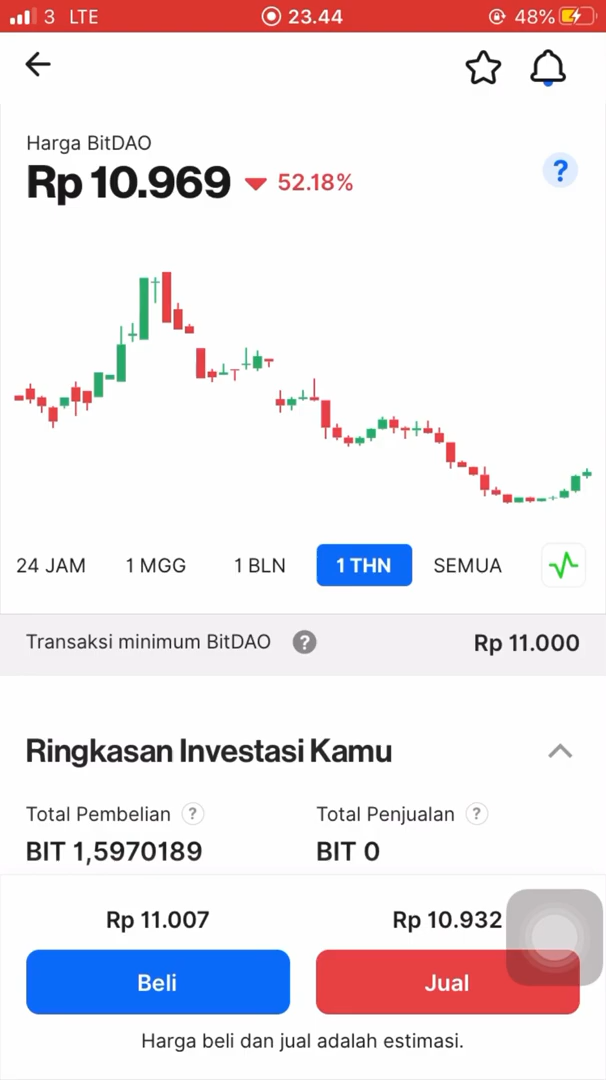 3 LTE 23.44 48%
Harga BitDAO
Rp 10.969 52.18%
?
24 JAM 1 MGG 1 BLN 1 THN SEMUA
Transaksi minimum BitDAO ? Rp 11.000
Ringkasan Investasi Kamu
Total Pembelian ? Total Penjualan ?
BIT 1,5970189 BIT 0
Rp 11.007 Rp 10.932
Beli Jual
Harga beli dan jual adalah estimasi.